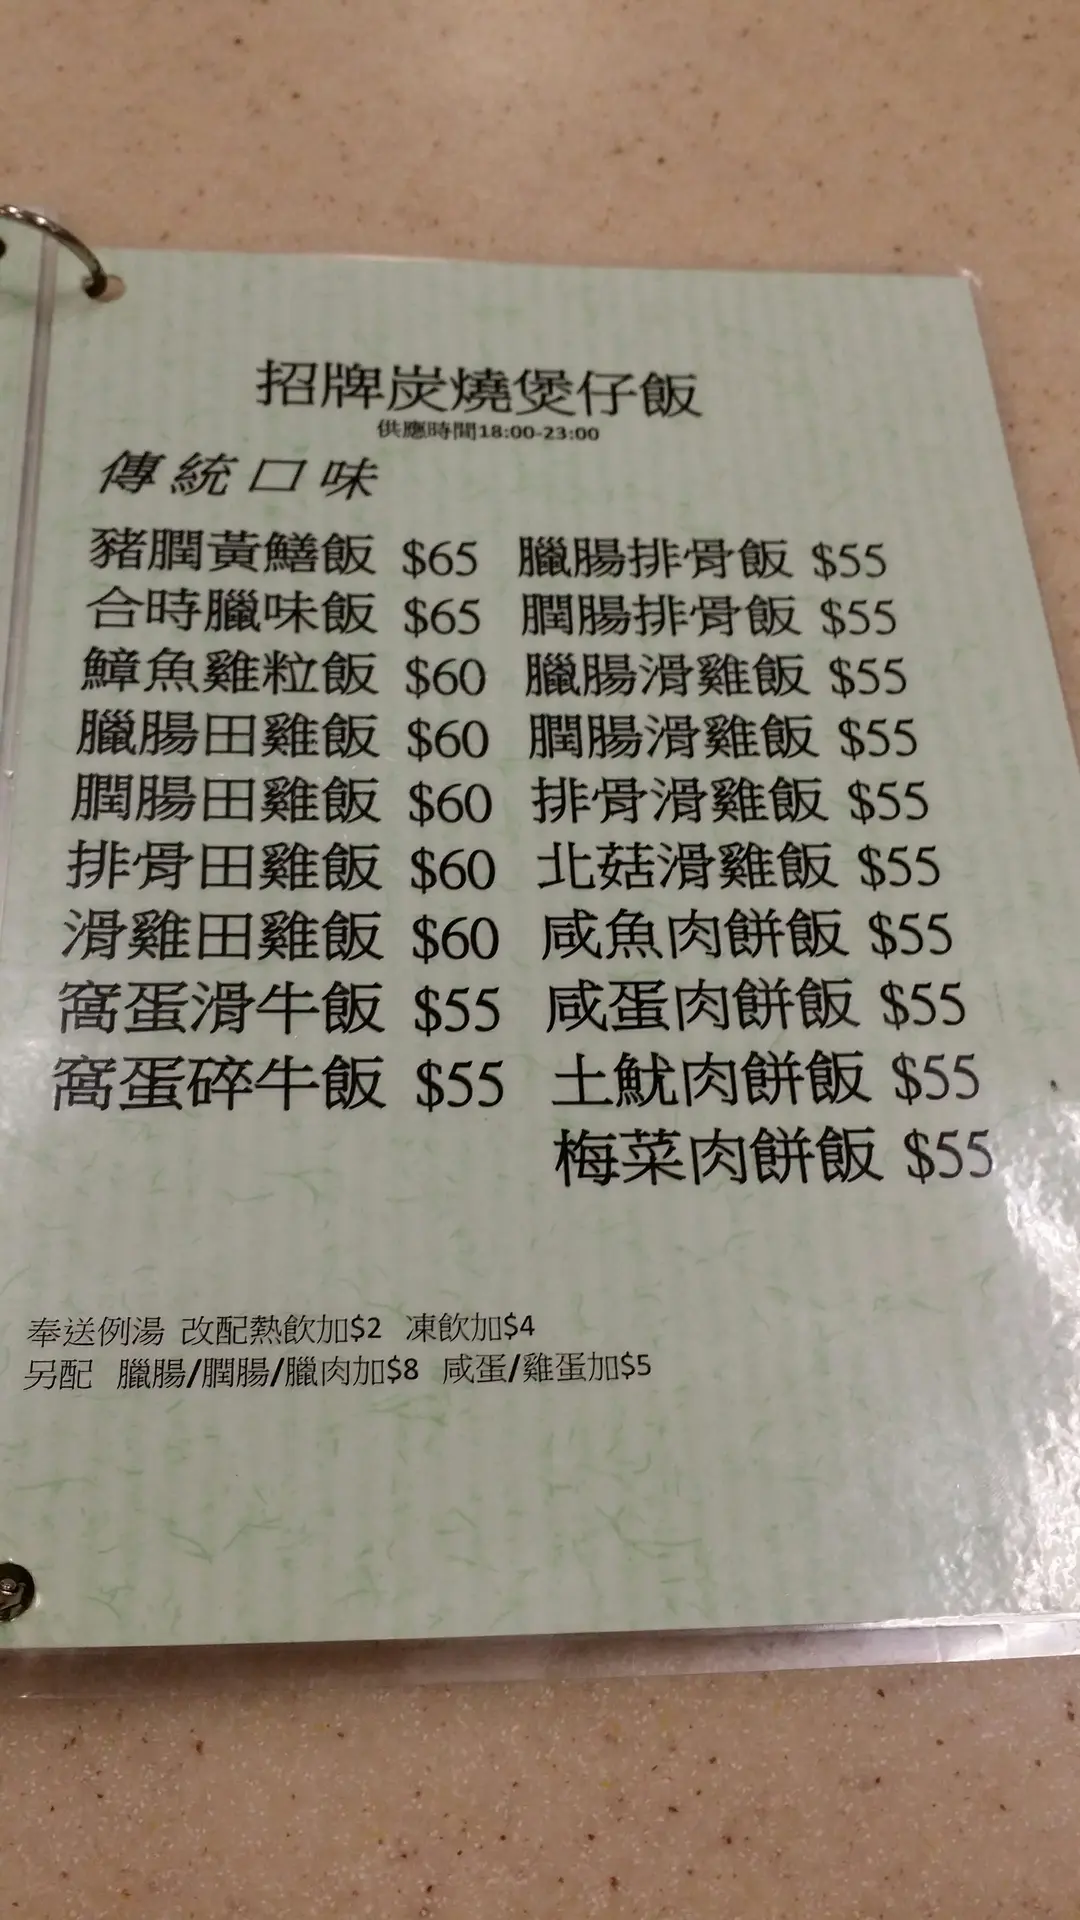 招牌炭燒煲仔飯
供應時間18:00-23:00
傳統口味
豬膶黃鱔飯 $65 臘腸排骨飯 $55
合時臘味飯 $65 膶腸排骨飯 $55
鱆魚雞粒飯 $60 臘腸滑雞飯 $55
臘腸田雞飯 $60 膶腸滑雞飯 $55
膶腸田雞飯 $60 排骨滑雞飯 $55
排骨田雞飯 $60 北菇滑雞飯 $55
滑雞田雞飯 $60 咸魚肉餅飯 $55
窩蛋滑牛飯 $55 咸蛋肉餅飯 $55
窩蛋碎牛飯 $55 土魷肉餅飯 $55
梅菜肉餅飯 $55
奉送例湯 改配熱飲加$2 凍飲加$4
另配 臘腸/膶腸/臘肉加$8 咸蛋/雞蛋加$5